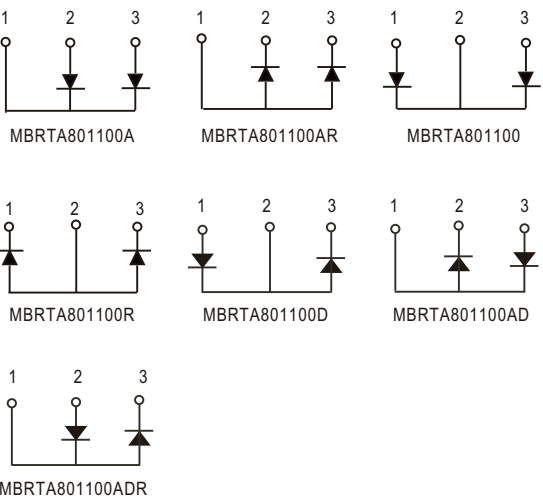 1 2 3 1 2 3 1 2 3
MBRTA801100A MBRTA801100AR MBRTA801100
1 2 3 1 2 3 1 2 3
MBRTA801100R MBRTA801100D MBRTA801100AD
1 2 3
MBRTA801100ADR